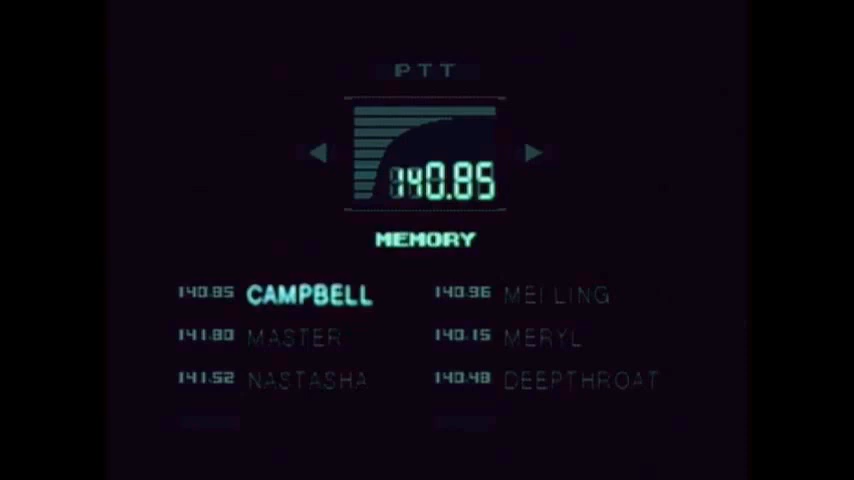 PTT
140.85
MEMORY
140.85 CAMPBELL 140.96 MEI LING
141.80 MASTER 140.15 MERYL
141.52 NASTASHA 140.48 DEEPTHROAT